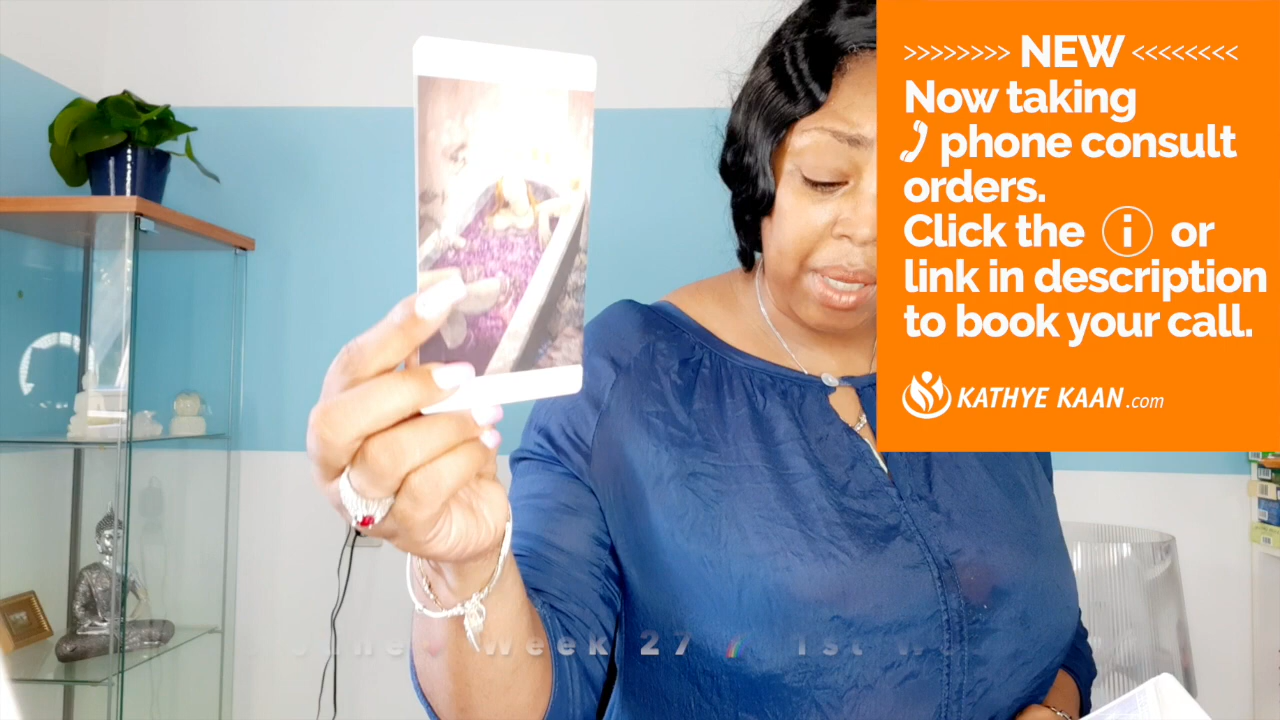 >>>>>>>> NEW <<<<<<<<
Now taking
phone consult
orders.
Click the i or
link in description
to book your call.
KATHYE KAAN.com
Week 27 1st